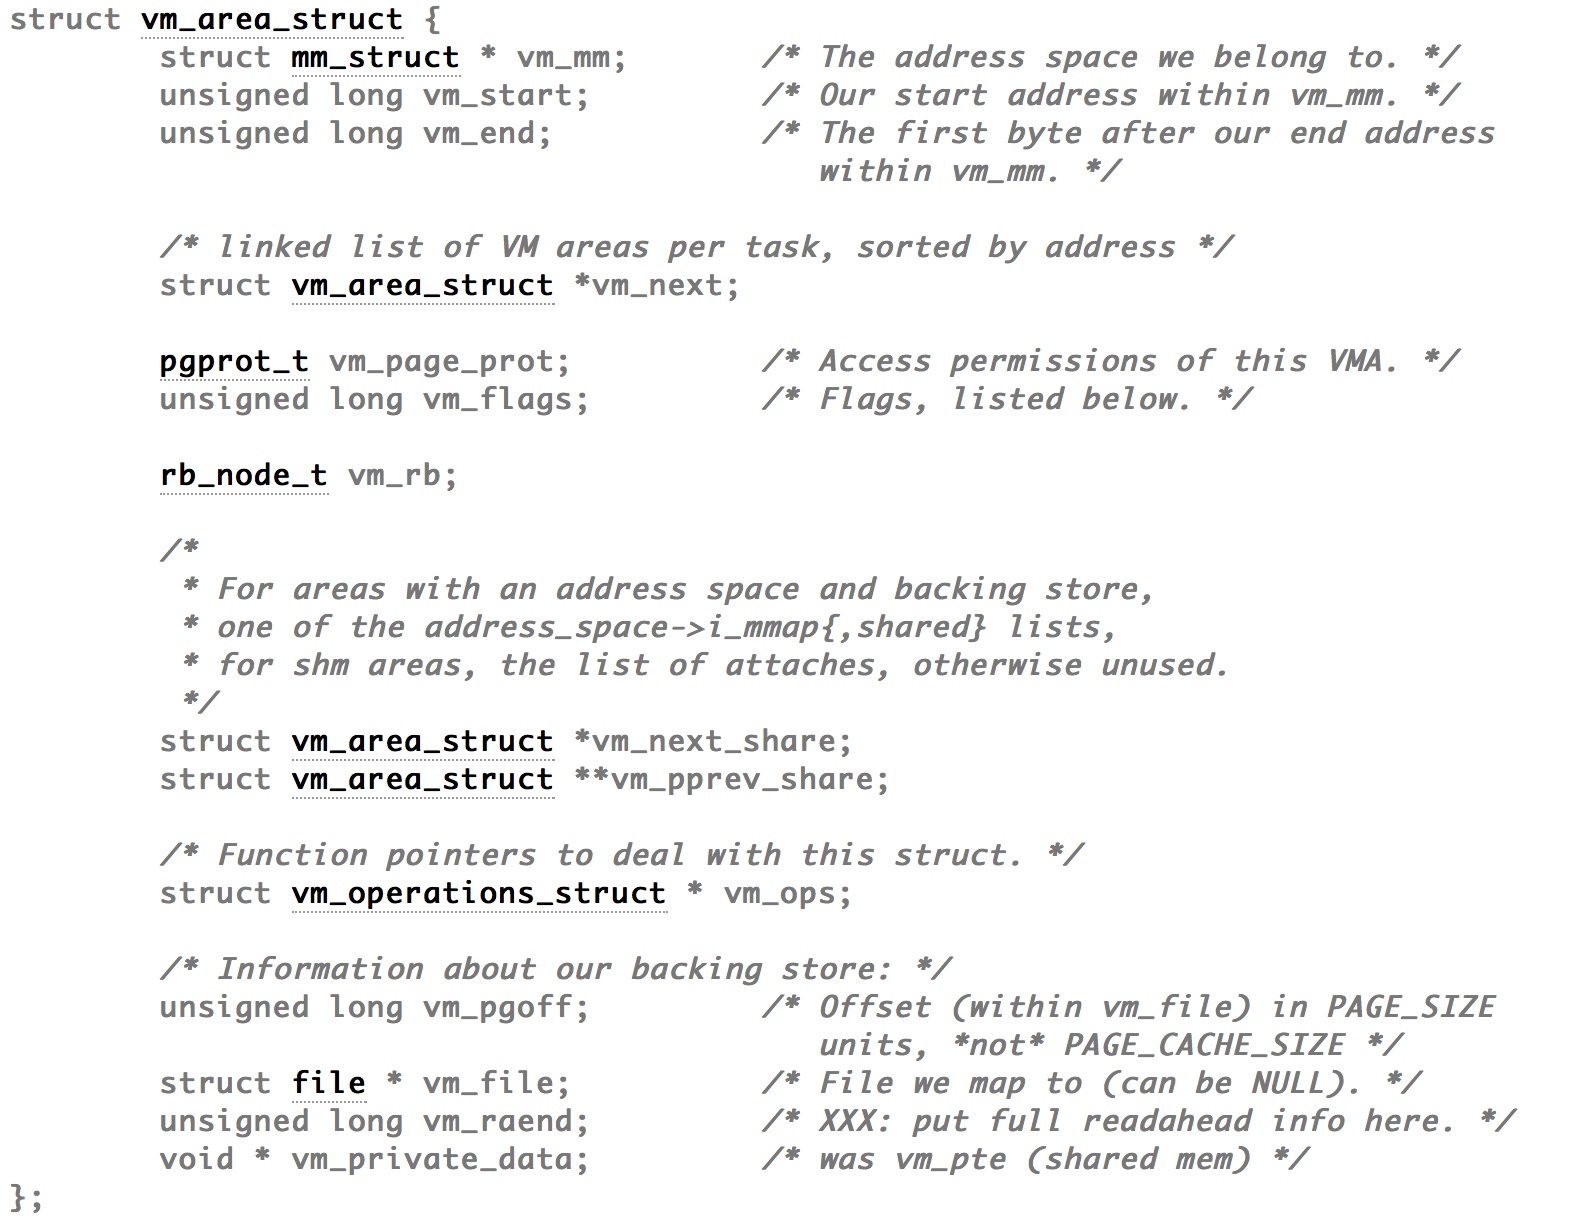 struct vm_area_struct {
        struct mm_struct * vm_mm;       /* The address space we belong to. */
        unsigned long vm_start;         /* Our start address within vm_mm. */
        unsigned long vm_end;           /* The first byte after our end address
                                           within vm_mm. */

        /* linked list of VM areas per task, sorted by address */
        struct vm_area_struct *vm_next;

        pgprot_t vm_page_prot;          /* Access permissions of this VMA. */
        unsigned long vm_flags;         /* Flags, listed below. */

        rb_node_t vm_rb;

        /*
         * For areas with an address space and backing store,
         * one of the address_space->i_mmap{,shared} lists,
         * for shm areas, the list of attaches, otherwise unused.
         */
        struct vm_area_struct *vm_next_share;
        struct vm_area_struct **vm_pprev_share;

        /* Function pointers to deal with this struct. */
        struct vm_operations_struct * vm_ops;

        /* Information about our backing store: */
        unsigned long vm_pgoff;         /* Offset (within vm_file) in PAGE_SIZE
                                           units, *not* PAGE_CACHE_SIZE */
        struct file * vm_file;          /* File we map to (can be NULL). */
        unsigned long vm_raend;         /* XXX: put full readahead info here. */
        void * vm_private_data;         /* was vm_pte (shared mem) */
};